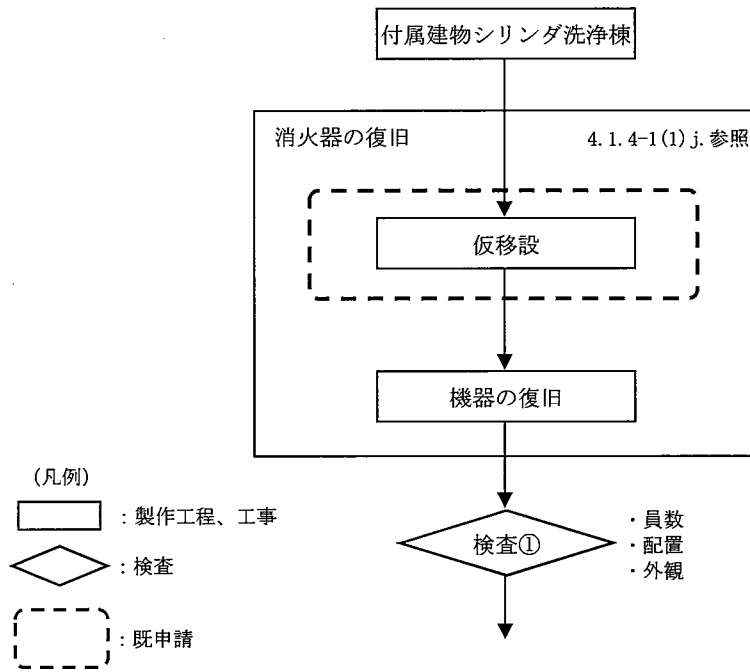 付属建物シリンダ洗浄棟
消火器の復旧
4.1.4-1(1)j.参照
仮移設
機器の復旧
検査①
・員数
・配置
・外観
(凡例)
：製作工程、工事
：検査
：既申請